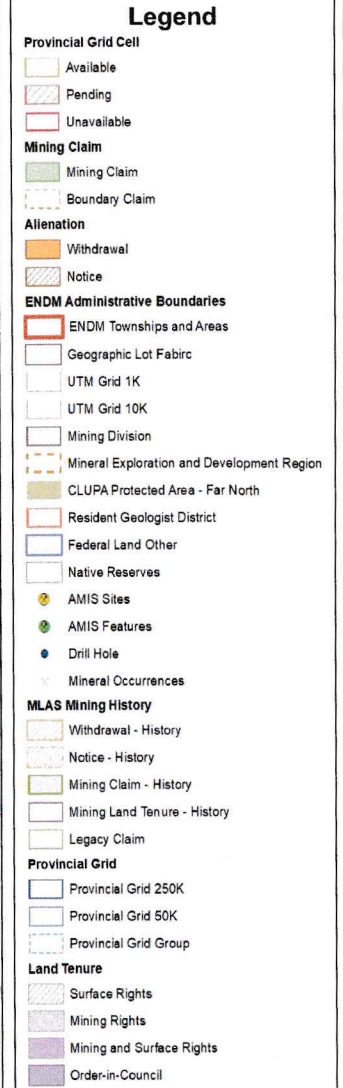 Legend
Provincial Grid Cell
Available
Pending
Unavailable
Mining Claim
Mining Claim
Boundary Claim
Alienation
Withdrawal
Notice
ENDM Administrative Boundaries
ENDM Townships and Areas
Geographic Lot Fabirc
UTM Grid 1K
UTM Grid 10K
Mining Division
Mineral Exploration and Development Region
CLUPA Protected Area - Far North
Resident Geologist District
Federal Land Other
Native Reserves
AMIS Sites
AMIS Features
Drill Hole
Mineral Occurrences
MLAS Mining History
Withdrawal - History
Notice - History
Mining Claim - History
Mining Land Tenure - History
Legacy Claim
Provincial Grid
Provincial Grid 250K
Provincial Grid 50K
Provincial Grid Group
Land Tenure
Surface Rights
Mining Rights
Mining and Surface Rights
Order-in-Council